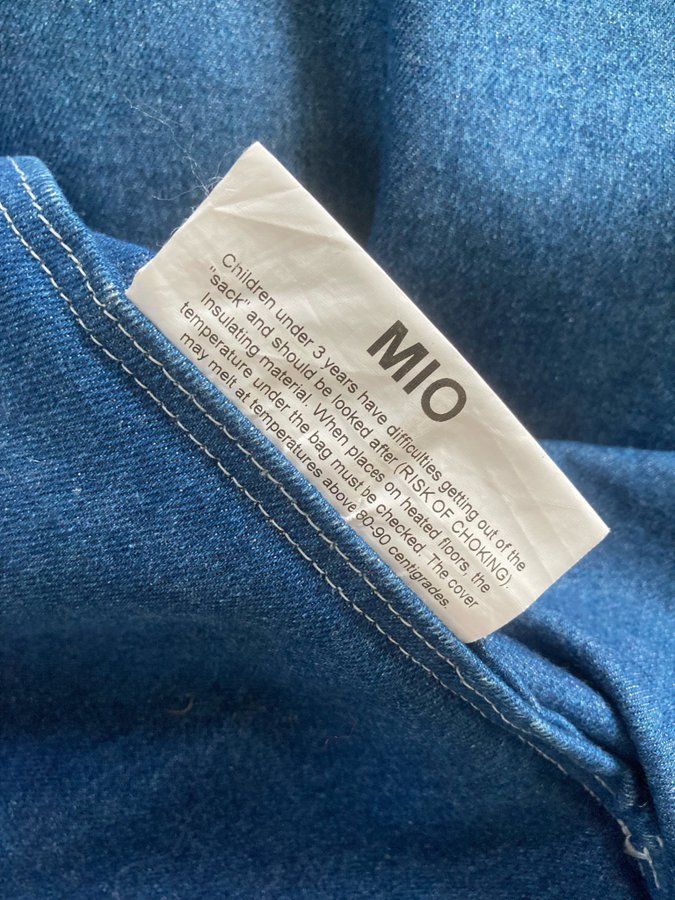 MIO
Children under 3 years have difficulties getting out of the
"sack" and should be looked after (RISK OF CHOKING).
Insulating material. When places on heated floors, the
temperature under the bag must be checked. The cover
may melt at temperatures above 80-90 centigrades.